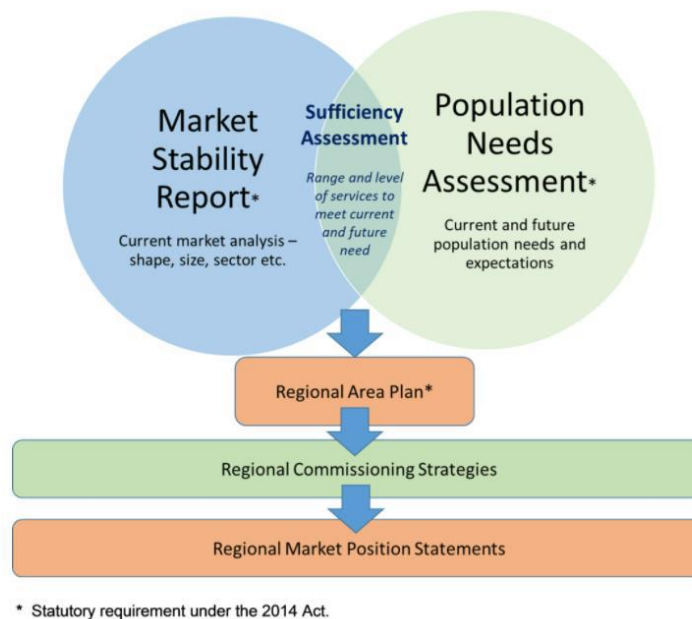 Market
Stability
Report*
Current market analysis –
shape, size, sector etc.
Sufficiency
Assessment
Range and level
of services to
meet current
and future
need
Population
Needs
Assessment*
Current and future
population needs and
expectations
Regional Area Plan*
Regional Commissioning Strategies
Regional Market Position Statements
* Statutory requirement under the 2014 Act.